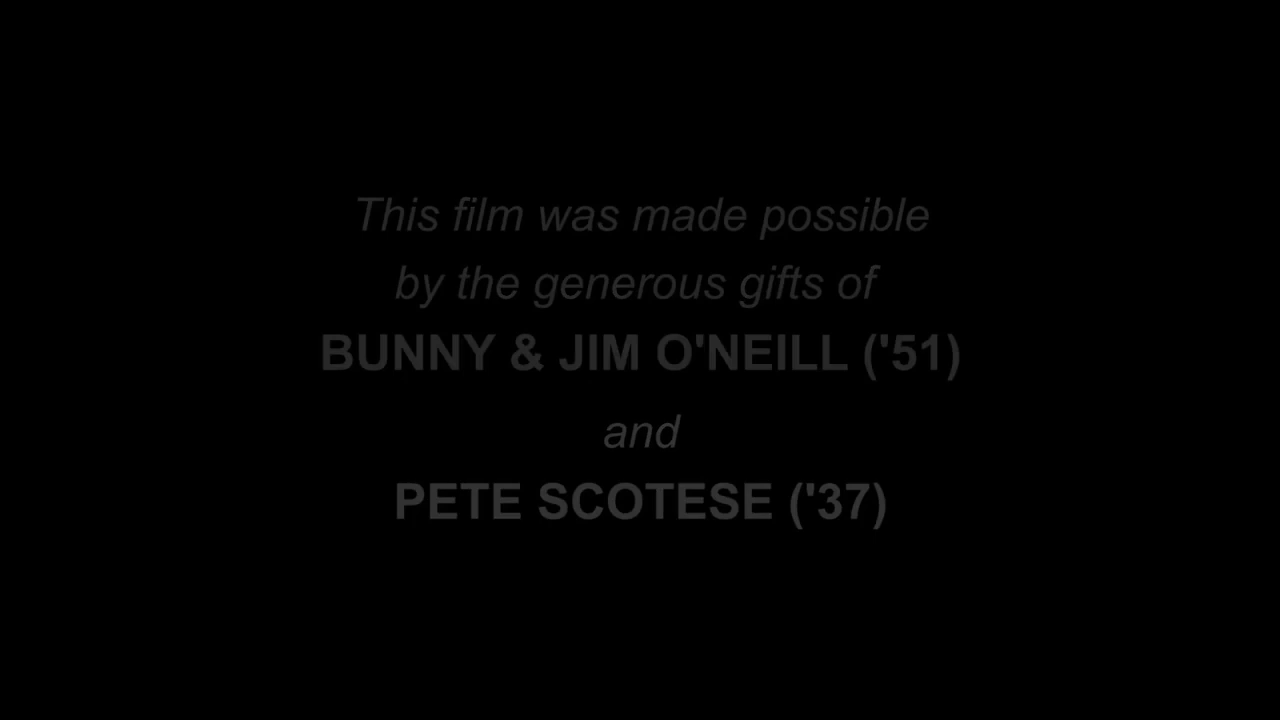 This film was made possible
by the generous gifts of
BUNNY & JIM O'NEILL ('51)
and
PETE SCOTESE ('37)